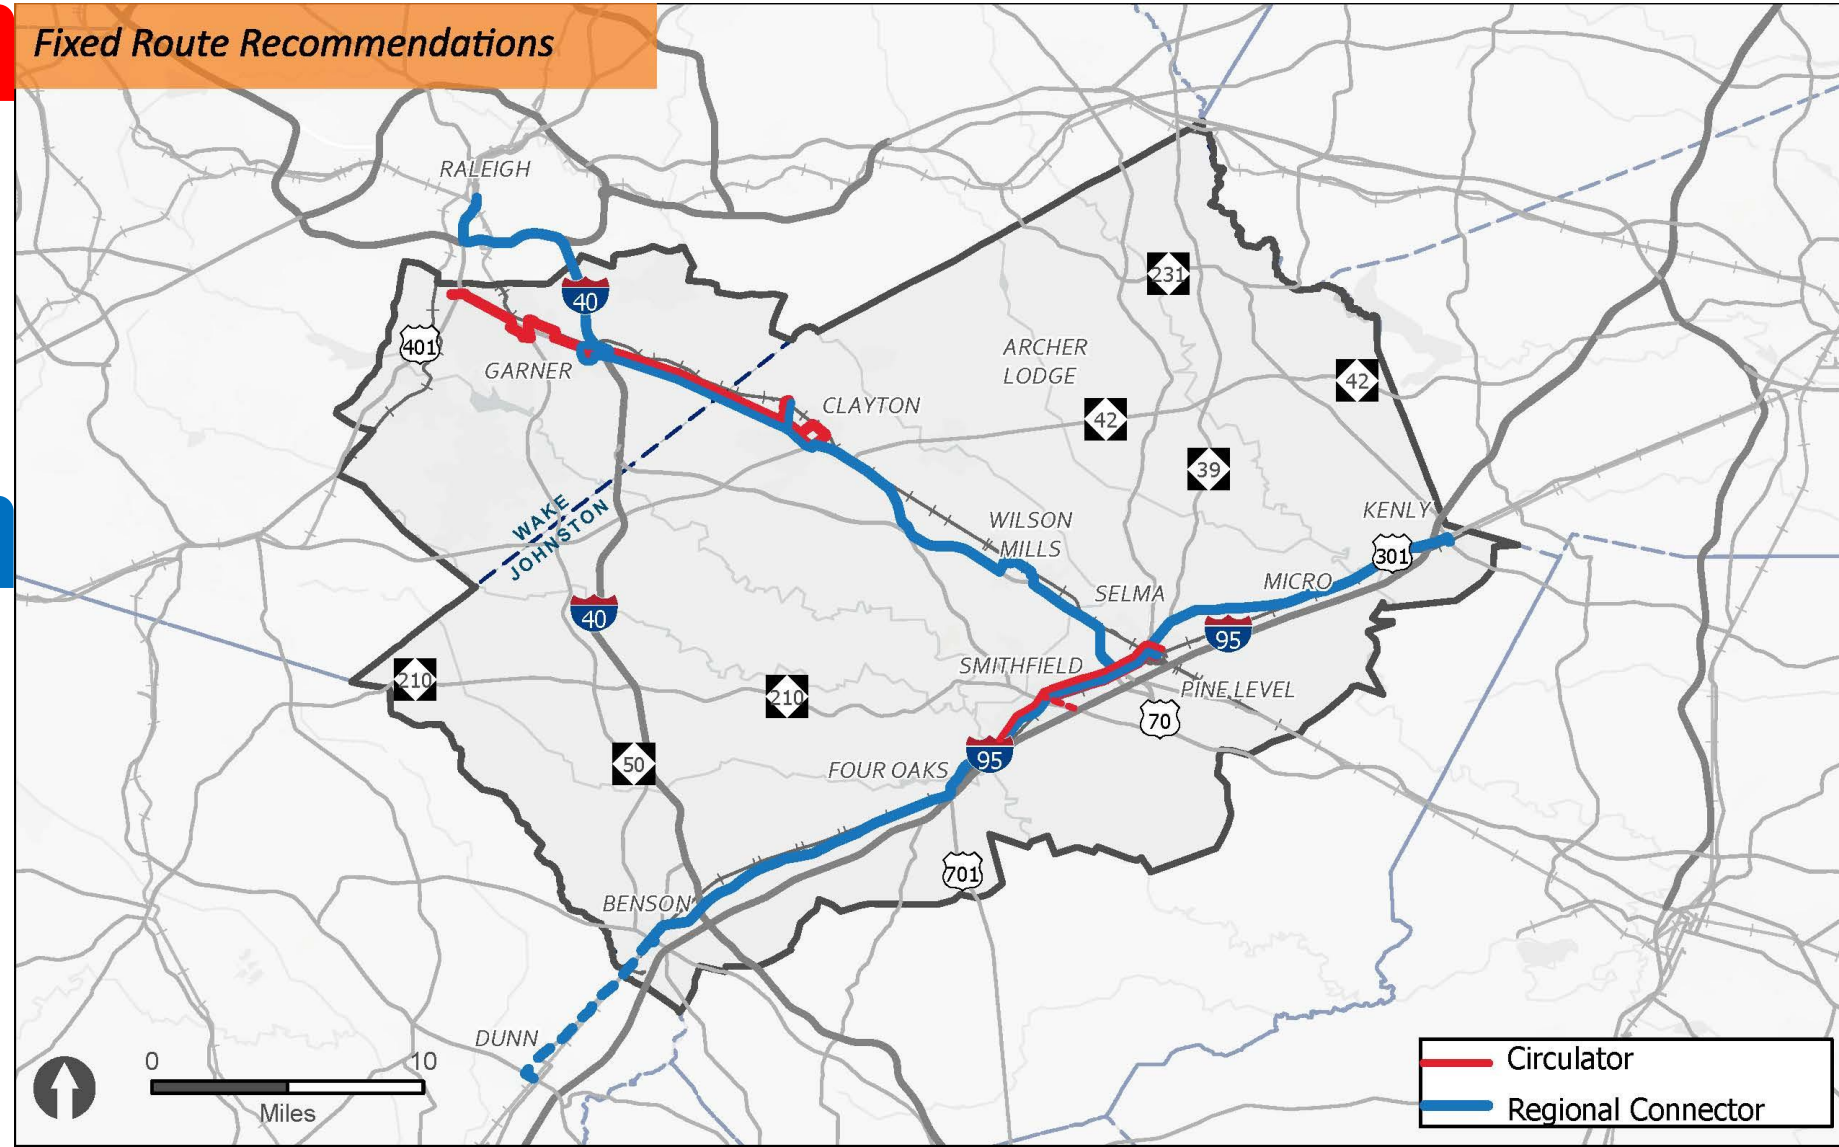 Fixed Route Recommendations
RALEIGH
231
40
401
ARCHER
LODGE
GARNER
42
CLAYTON
42
39
WAKE
JOHNSTON
WILSON
MILLS
KENLY
301
SELMA
MICRO
40
95
SMITHFIELD
210
210
PINE LEVEL
70
50
95
FOUR OAKS
701
BENSON
DUNN
0 10
Miles
Circulator
Regional Connector